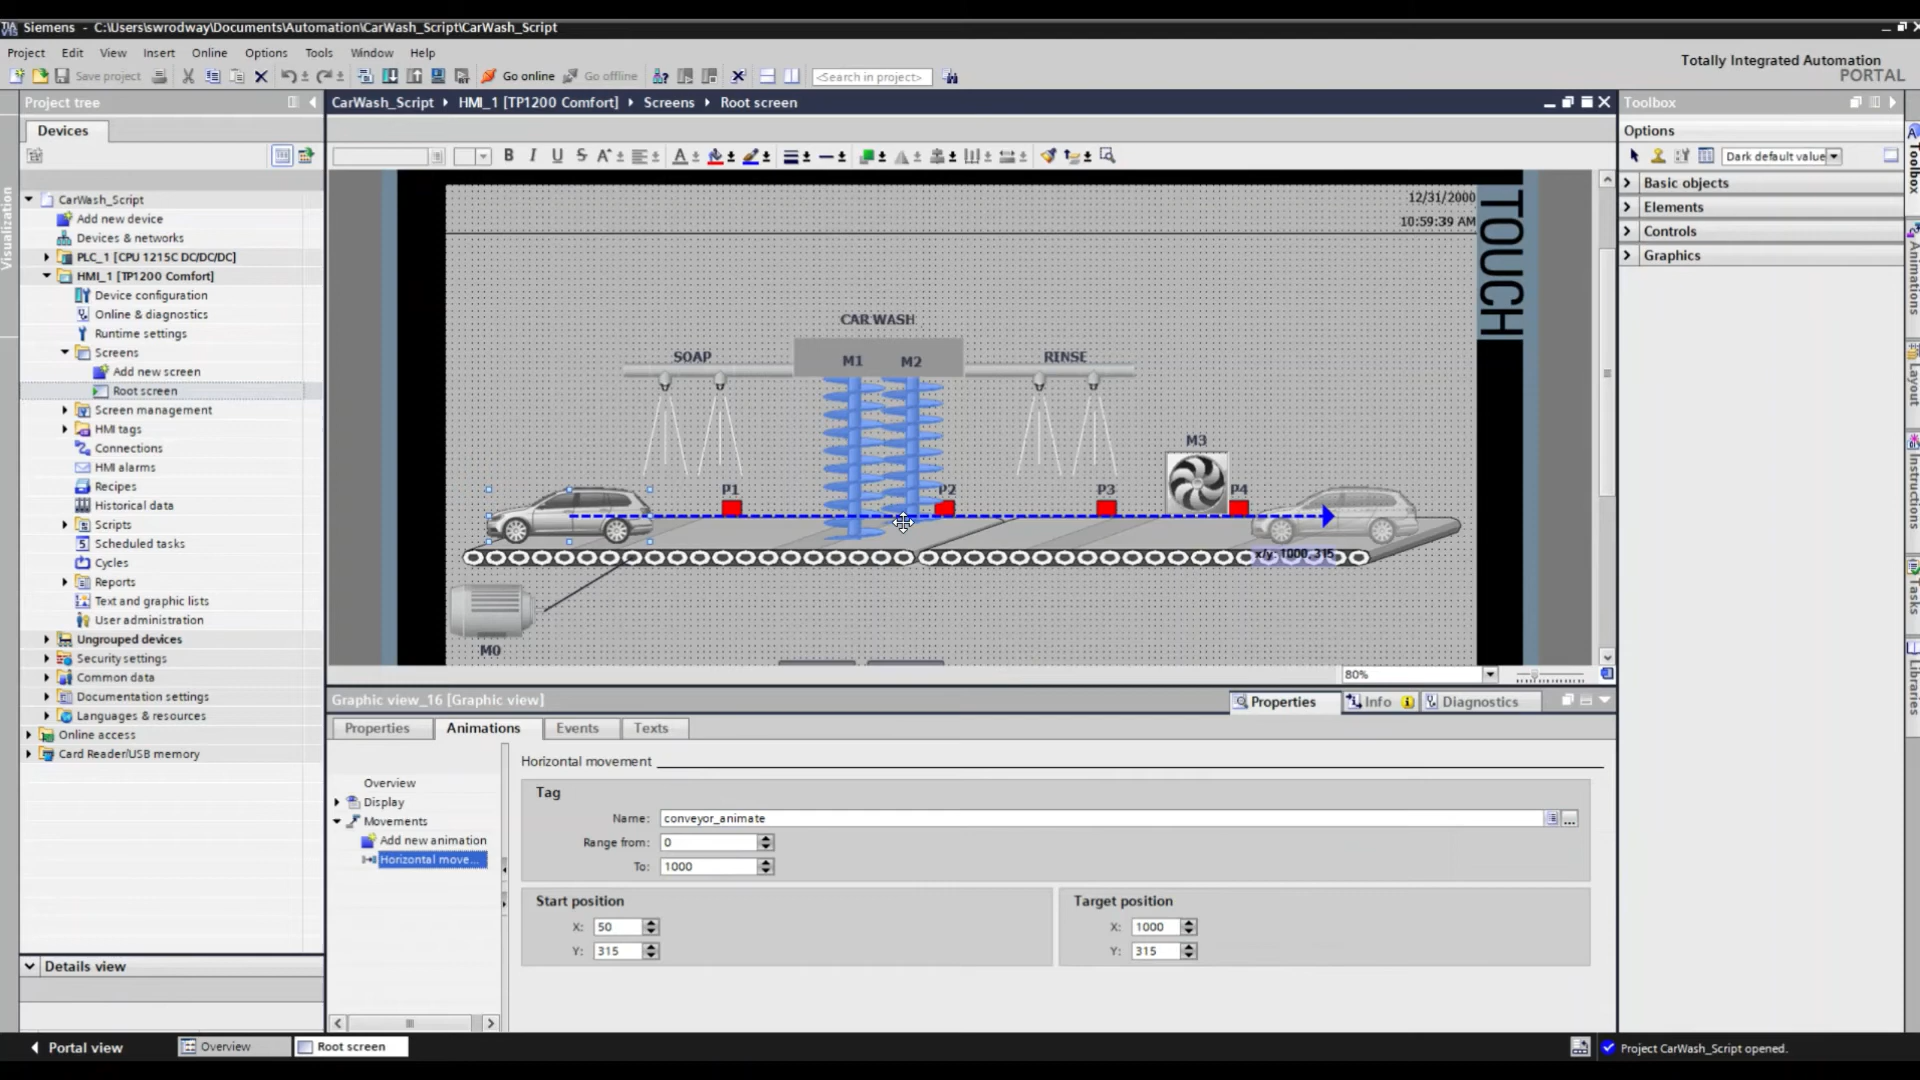 Siemens - C:\Users\swrodway\Documents\Automation\CarWash_Script\CarWash_Script
Project Edit View Insert Online Options Tools Window Help
Totally Integrated Automation
PORTAL
Save project
Go online
Go offline
<Search in project>
Project tree
CarWash_Script HMI_1 [TP1200 Comfort] Screens Root screen
Toolbox
Devices
Options
Dark default value
Visualization
CarWash_Script
Add new device
Devices & networks
PLC_1 [CPU 1215C DC/DC/DC]
HMI_1 [TP1200 Comfort]
Device configuration
Online & diagnostics
Runtime settings
Screens
Add new screen
Root screen
Screen management
HMI tags
Connections
HMI alarms
Recipes
Historical data
Scripts
Scheduled tasks
Cycles
Reports
Text and graphic lists
User administration
Ungrouped devices
Security settings
Common data
Documentation settings
Languages & resources
Online access
Card Reader/USB memory
Details view
12/31/2000
10:59:39 AM
TOUCH
CAR WASH
SOAP
M1
M2
RINSE
M3
P1
P2
P3
P4
x/y: 1000, 315
M0
80%
Basic objects
Elements
Controls
Graphics
Toolbox
Animations
Layout
Instructions
Tasks
Libraries
Graphic view_16 [Graphic view]
Properties
Info
Diagnostics
Properties
Animations
Events
Texts
Overview
Display
Movements
Add new animation
Horizontal move...
Horizontal movement
Tag
Name: conveyor_animate
Range from: 0
To: 1000
Start position
X: 50
Y: 315
Target position
X: 1000
Y: 315
Portal view
Overview
Root screen
Project CarWash_Script opened.